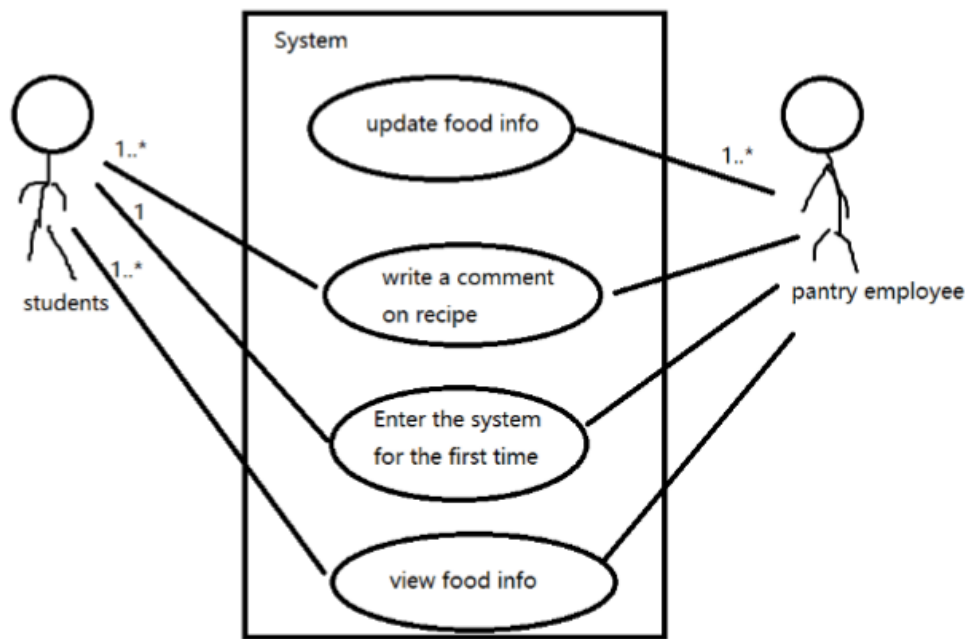 System
update food info
1..*
1..*
1
write a comment
on recipe
1..*
students
pantry employee
Enter the system
for the first time
view food info